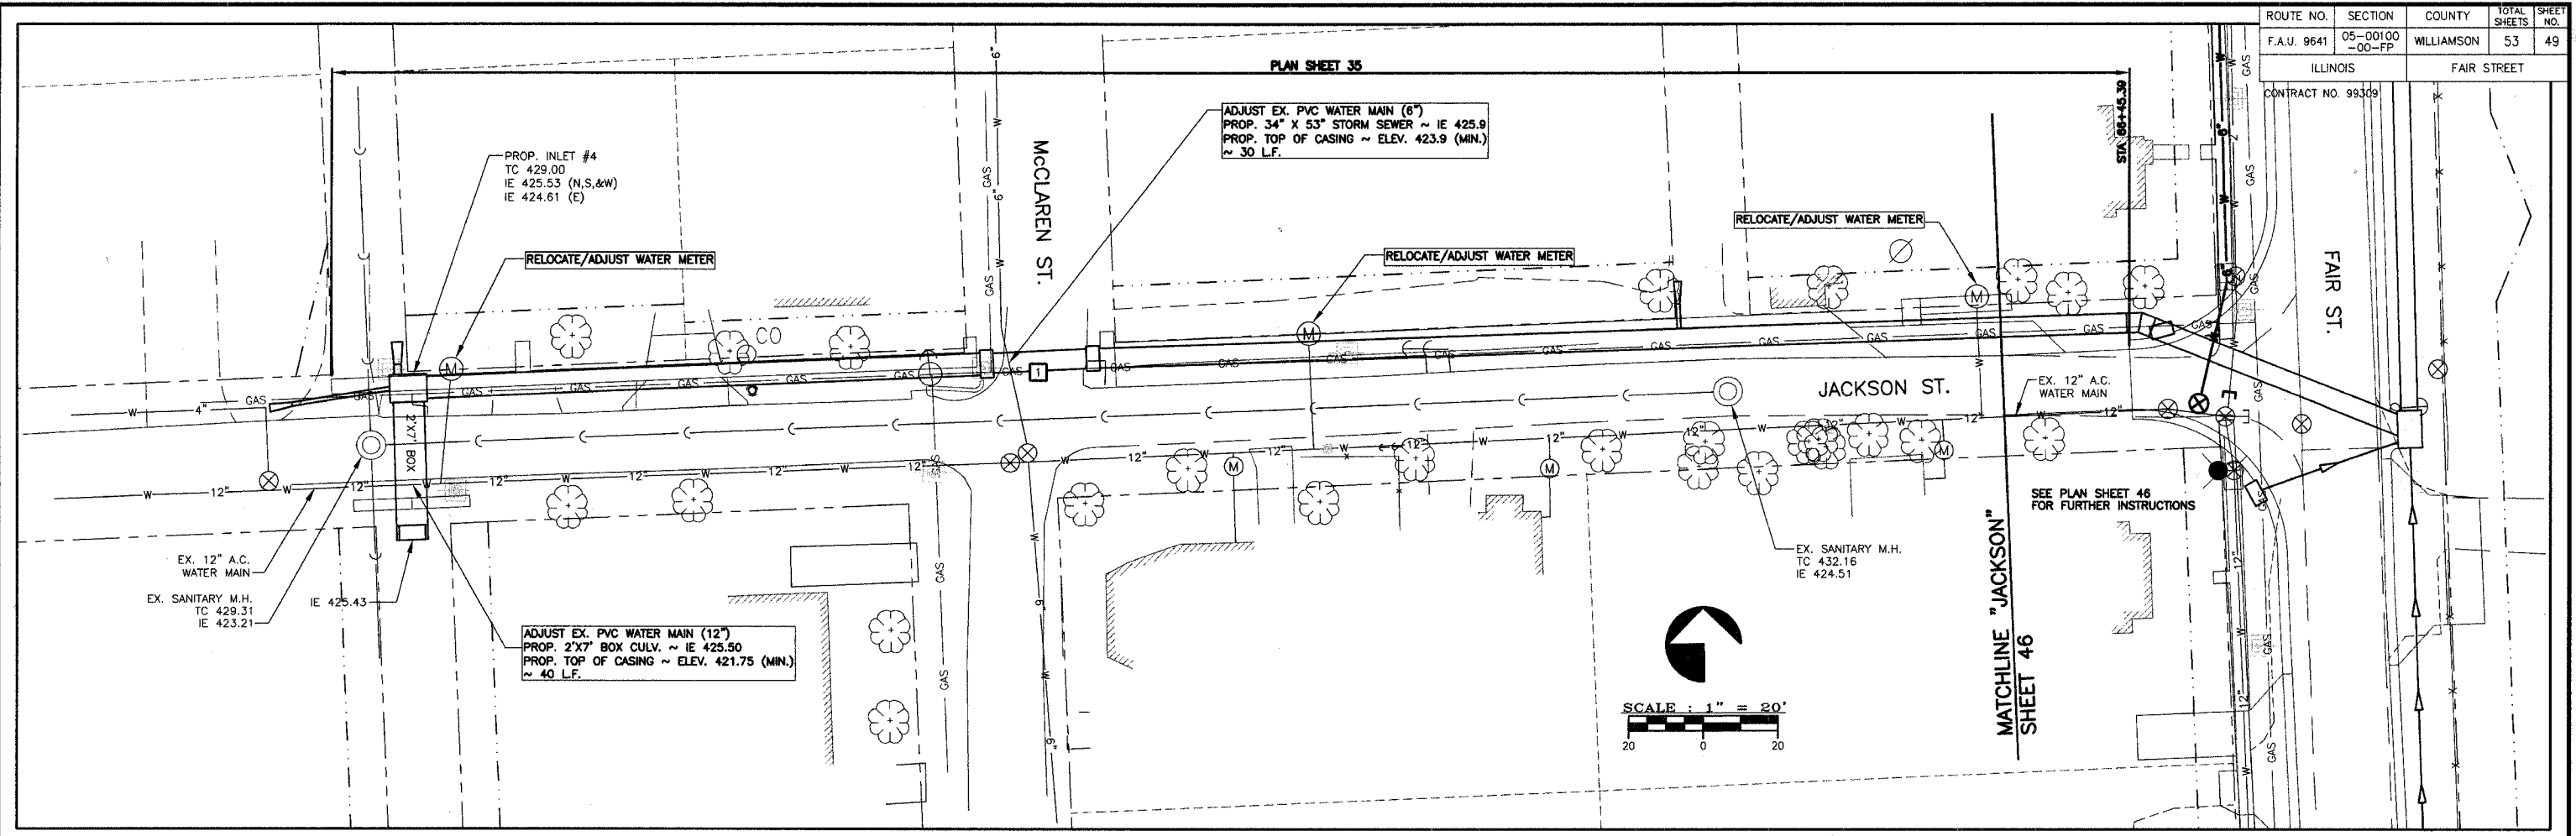 ROUTE NO. SECTION COUNTY TOTAL SHEETS SHEET NO.
F.A.U. 9641 05-00100 -00-FP WILLIAMSON 53 49
ILLINOIS FAIR STREET
CONTRACT NO. 99309
PLAN SHEET 35
STA 66+45.39
ADJUST EX. PVC WATER MAIN (6")
PROP. 34" X 53" STORM SEWER ~ IE 425.9
PROP. TOP OF CASING ~ ELEV. 423.9 (MIN.)
~ 30 L.F.
PROP. INLET #4
TC 429.00
IE 425.53 (N,S,&W)
IE 424.61 (E)
McCLAREN ST.
RELOCATE/ADJUST WATER METER
RELOCATE/ADJUST WATER METER
RELOCATE/ADJUST WATER METER
FAIR ST.
CO
1
JACKSON ST.
EX. 12" A.C.
WATER MAIN
2'X7' BOX
SEE PLAN SHEET 46
FOR FURTHER INSTRUCTIONS
EX. 12" A.C.
WATER MAIN
EX. SANITARY M.H.
TC 429.31
IE 423.21
IE 425.43
EX. SANITARY M.H.
TC 432.16
IE 424.51
ADJUST EX. PVC WATER MAIN (12")
PROP. 2'X7' BOX CULV. ~ IE 425.50
PROP. TOP OF CASING ~ ELEV. 421.75 (MIN.)
~ 40 L.F.
MATCHLINE "JACKSON"
SHEET 46
SCALE : 1" = 20'
20 0 20